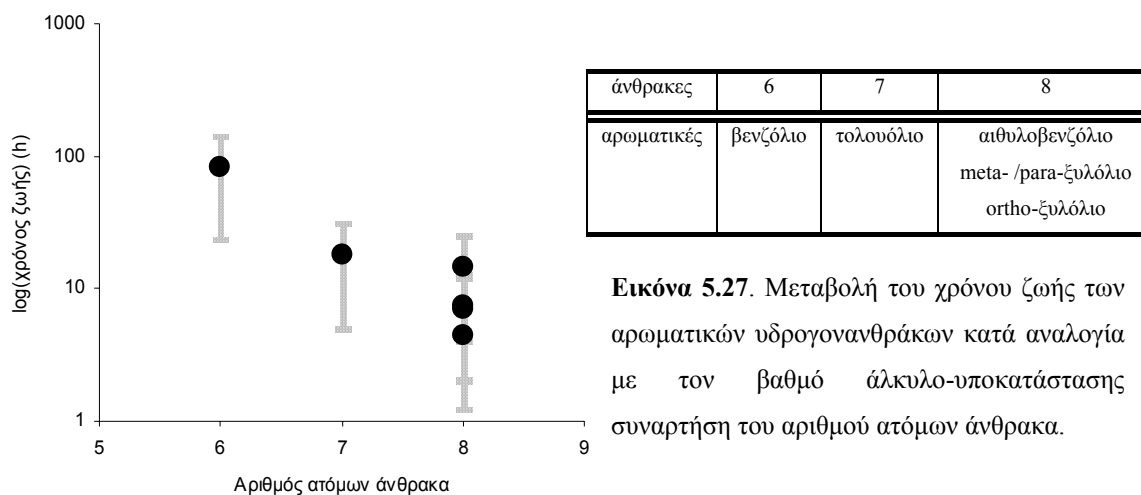 1000
100
10
1
log(χρόνος ζωής) (h)
5 6 7 8 9
Αριθμός ατόμων άνθρακα
άνθρακες 6 7 8
αρωματικές βενζόλιο τολουόλιο αιθυλοβενζόλιο
meta- /para-ξυλόλιο
ortho-ξυλόλιο
Εικόνα 5.27. Μεταβολή του χρόνου ζωής των
αρωματικών υδρογονανθράκων κατά αναλογία
με τον βαθμό άλκυλο-υποκατάστασης
συναρτήση του αριθμού ατόμων άνθρακα.